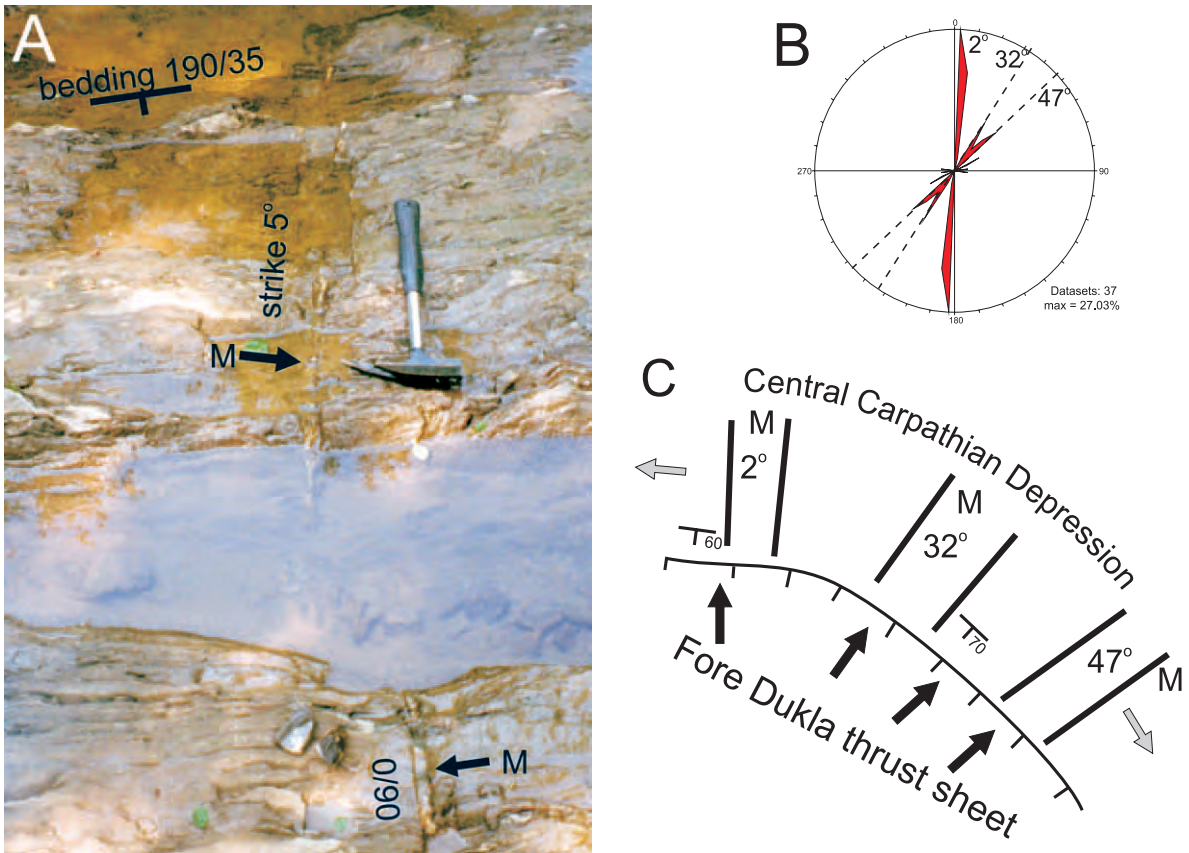 A
bedding 190/35
strike 5°
M
06/0
M
B
0
2°
32°
47°
270
90
180
Datasets: 37
max = 27.03%
C
Central Carpathian Depression
M
2°
M
32°
60
70
47°
M
Fore Dukla thrust sheet